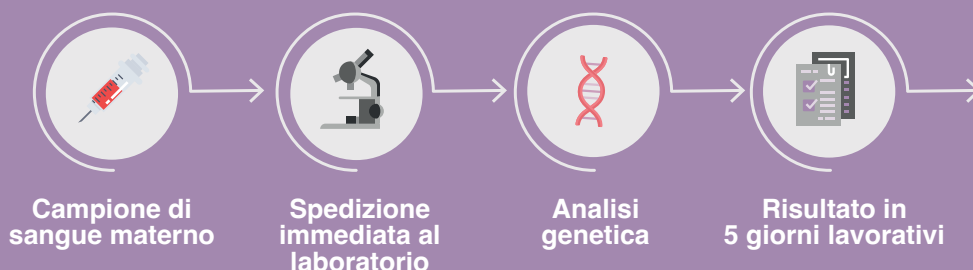 Campione di
sangue materno
Spedizione
immediata al
laboratorio
Analisi
genetica
Risultato in
5 giorni lavorativi